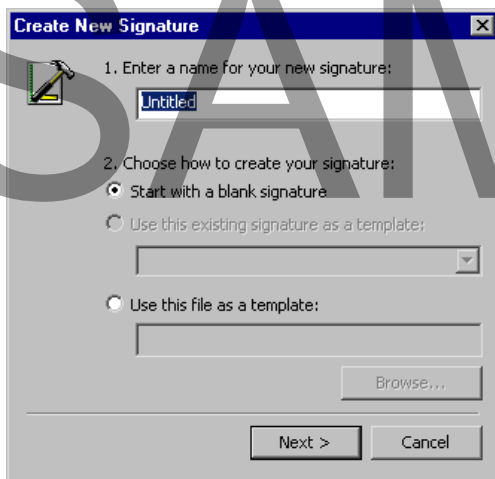 Create New Signature
1. Enter a name for your new signature:
Untitled
2. Choose how to create your signature:
Start with a blank signature
Use this existing signature as a template:
Use this file as a template:
Browse...
Next >
Cancel